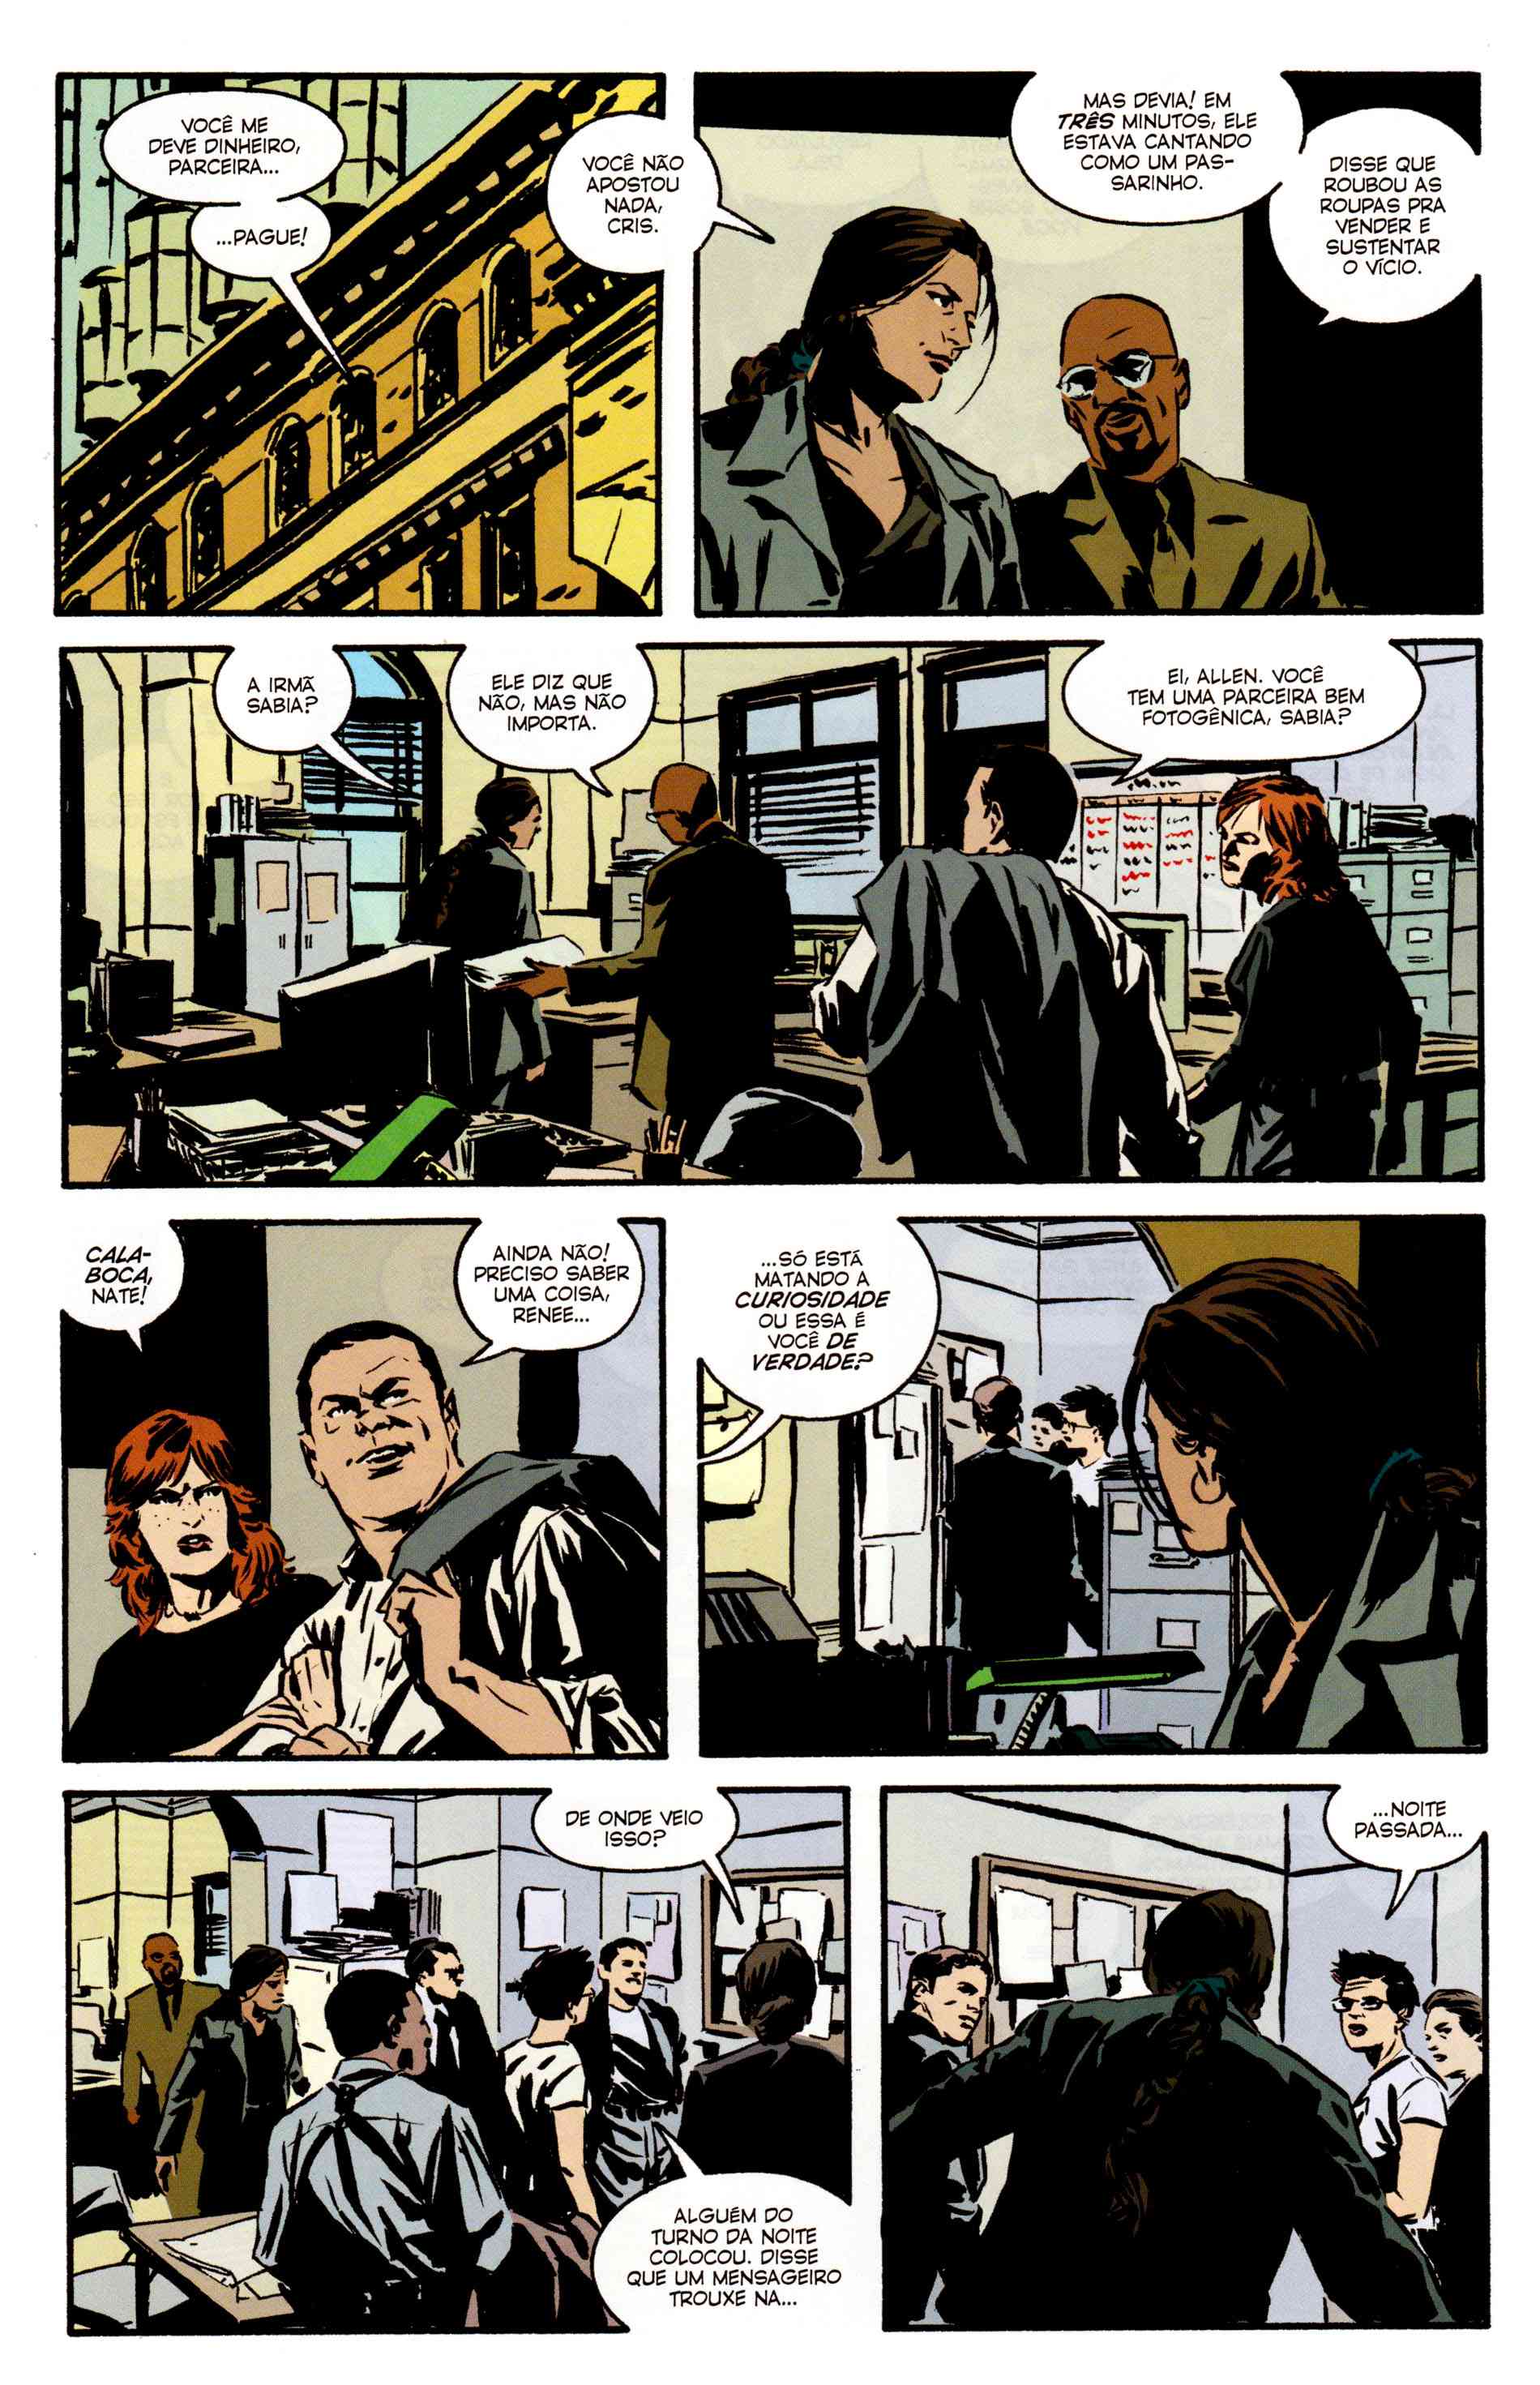 VOCÊ ME
DEVE DINHEIRO,
PARCEIRA...
...PAGUE!
VOCÊ NÃO
APOSTOU
NADA,
CRIS.
MAS DEVIA! EM
TRÊS MINUTOS, ELE
ESTAVA CANTANDO
COMO UM PAS-
SARINHO.
DISSE QUE
ROUBOU AS
ROUPAS PRA
VENDER E
SUSTENTAR
O VÍCIO.
A IRMÃ
SABIA?
ELE DIZ QUE
NÃO, MAS NÃO
IMPORTA.
EI, ALLEN. VOCÊ
TEM UMA PARCEIRA BEM
FOTOGÊNICA, SABIA?
CALA-
BOCA,
NATE!
AINDA NÃO!
PRECISO SABER
UMA COISA,
RENEE...
...SÓ ESTÁ
MATANDO A
CURIOSIDADE
OU ESSA É
VOCÊ DE
VERDADE?
DE ONDE VEIO
ISSO?
ALGUÉM DO
TURNO DA NOITE
COLOCOU. DISSE
QUE UM MENSAGEIRO
TROUXE NA...
...NOITE
PASSADA...